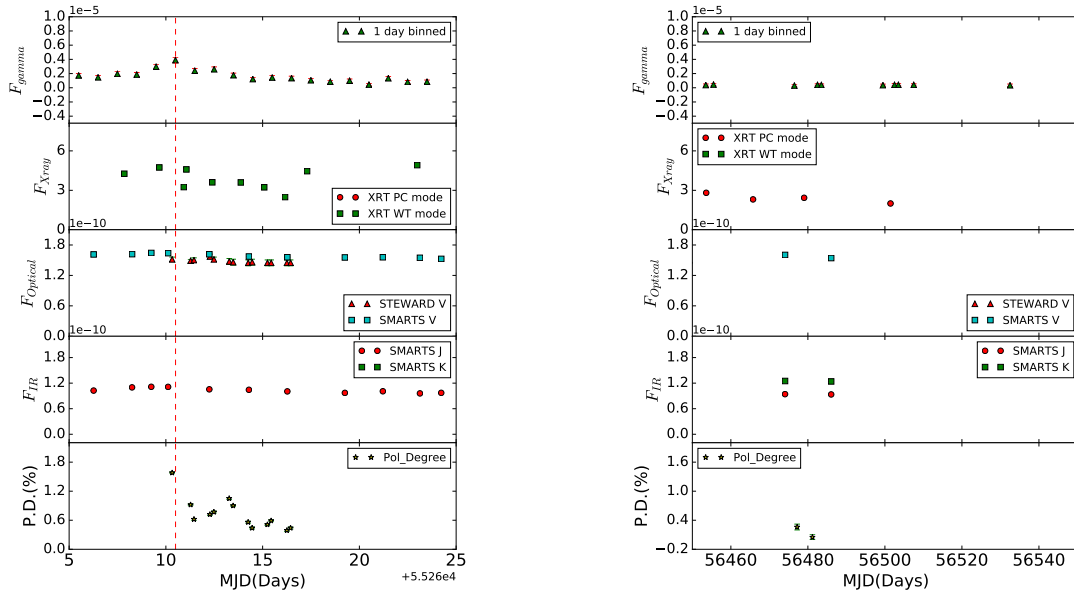 1e−5
1.0
0.8
0.6
0.4
0.2
0.0
−0.2
−0.4
F_gamma
1 day binned
6
3
0
F_Xray
XRT PC mode
XRT WT mode
1e−10
1.8
1.2
0.6
0.0
F_Optical
STEWARD V
SMARTS V
1e−10
1.8
1.2
0.6
0.0
F_IR
SMARTS J
SMARTS K
1.8
1.2
0.6
0.0
P.D.(%)
Pol_Degree
5 10 15 20 25
+5.526e4
MJD(Days)
1e−5
1.0
0.8
0.6
0.4
0.2
0.0
−0.2
−0.4
F_gamma
1 day binned
6
3
0
F_Xray
XRT PC mode
XRT WT mode
1e−10
1.8
1.2
0.6
0.0
F_Optical
STEWARD V
SMARTS V
1e−10
1.8
1.2
0.6
0.0
F_IR
SMARTS J
SMARTS K
1.6
1.0
0.4
−0.2
P.D.(%)
Pol_Degree
56460 56480 56500 56520 56540
MJD(Days)